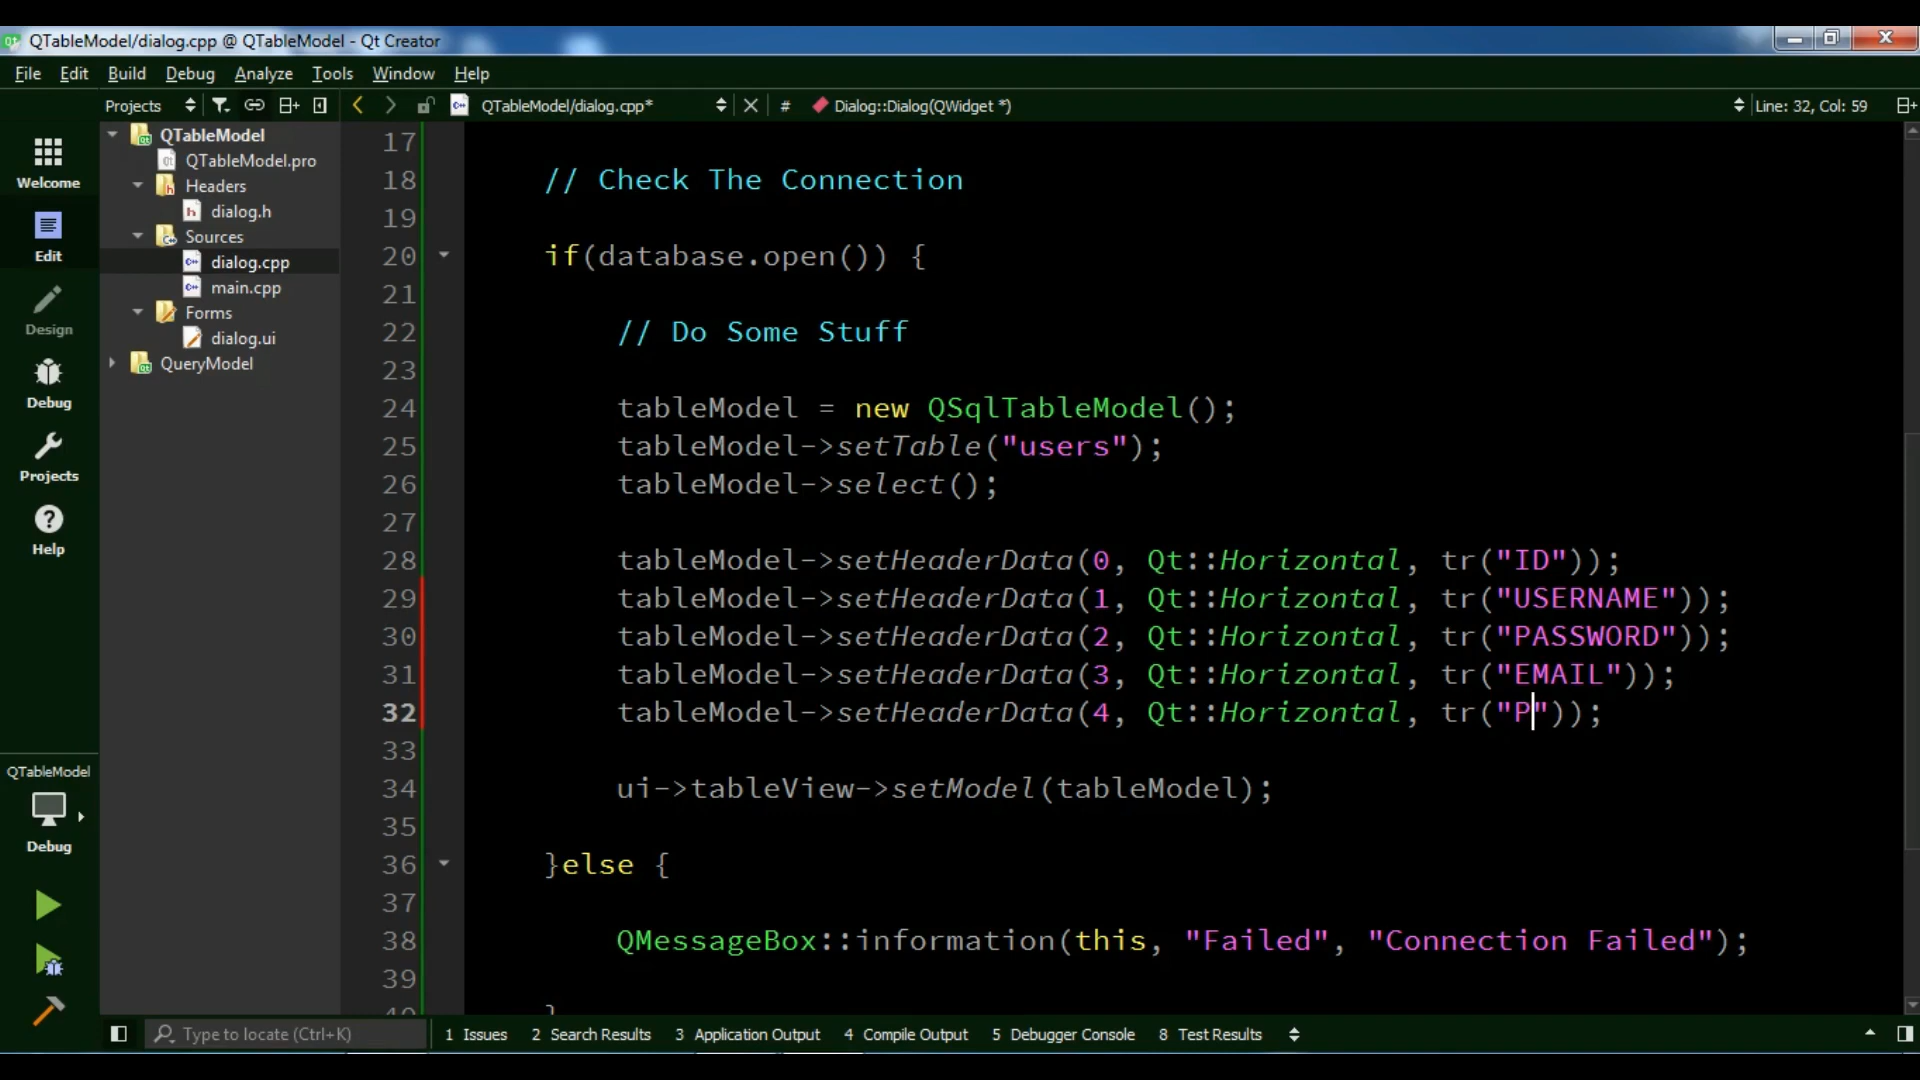 QTableModel/dialog.cpp @ QTableModel - Qt Creator
File Edit Build Debug Analyze Tools Window Help
Projects QTableModel/dialog.cpp* # Dialog::Dialog(QWidget *) Line: 32, Col: 59
Welcome
Edit
Design
Debug
Projects
Help
QTableModel
Debug
QTableModel
QTableModel.pro
Headers
dialog.h
Sources
dialog.cpp
main.cpp
Forms
dialog.ui
QueryModel
17
18 // Check The Connection
19
20 if(database.open()) {
21
22 // Do Some Stuff
23
24 tableModel = new QSqlTableModel();
25 tableModel->setTable("users");
26 tableModel->select();
27
28 tableModel->setHeaderData(0, Qt::Horizontal, tr("ID"));
29 tableModel->setHeaderData(1, Qt::Horizontal, tr("USERNAME"));
30 tableModel->setHeaderData(2, Qt::Horizontal, tr("PASSWORD"));
31 tableModel->setHeaderData(3, Qt::Horizontal, tr("EMAIL"));
32 tableModel->setHeaderData(4, Qt::Horizontal, tr("P"));
33
34 ui->tableView->setModel(tableModel);
35
36 }else {
37
38 QMessageBox::information(this, "Failed", "Connection Failed");
39
40 }
Type to locate (Ctrl+K) 1 Issues 2 Search Results 3 Application Output 4 Compile Output 5 Debugger Console 8 Test Results